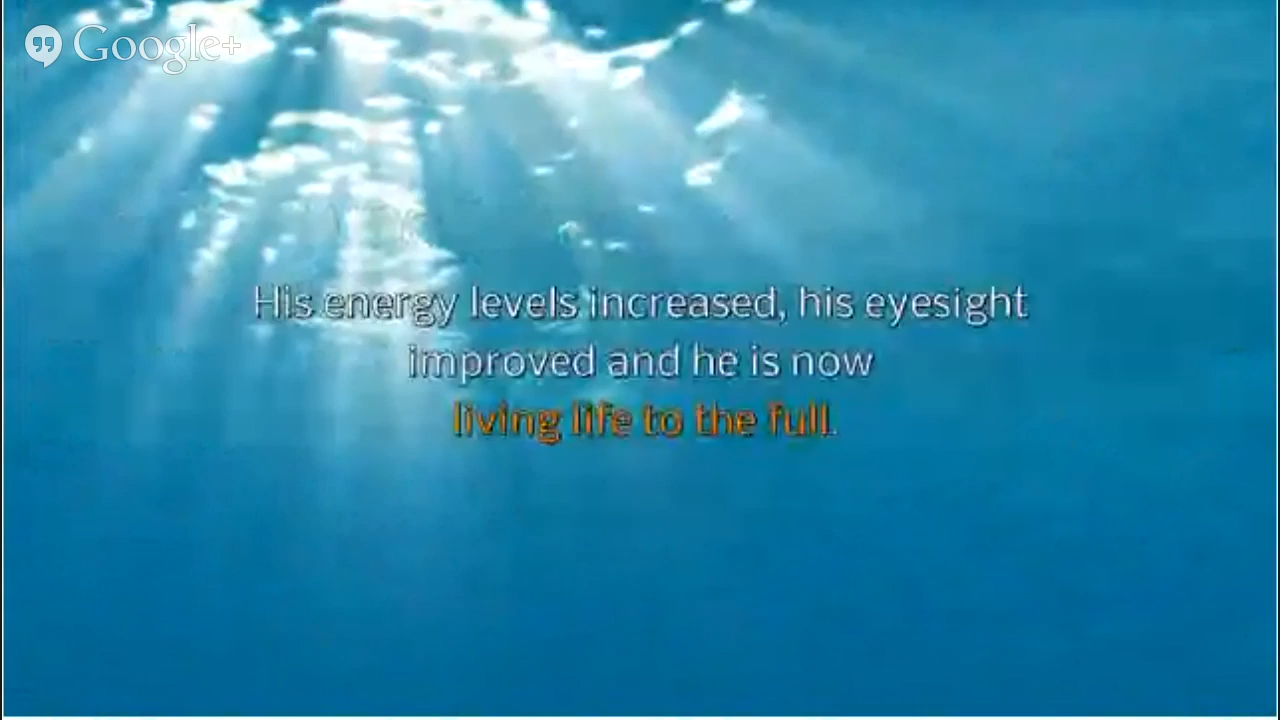 Google+
His energy levels increased, his eyesight
improved and he is now
living life to the full.